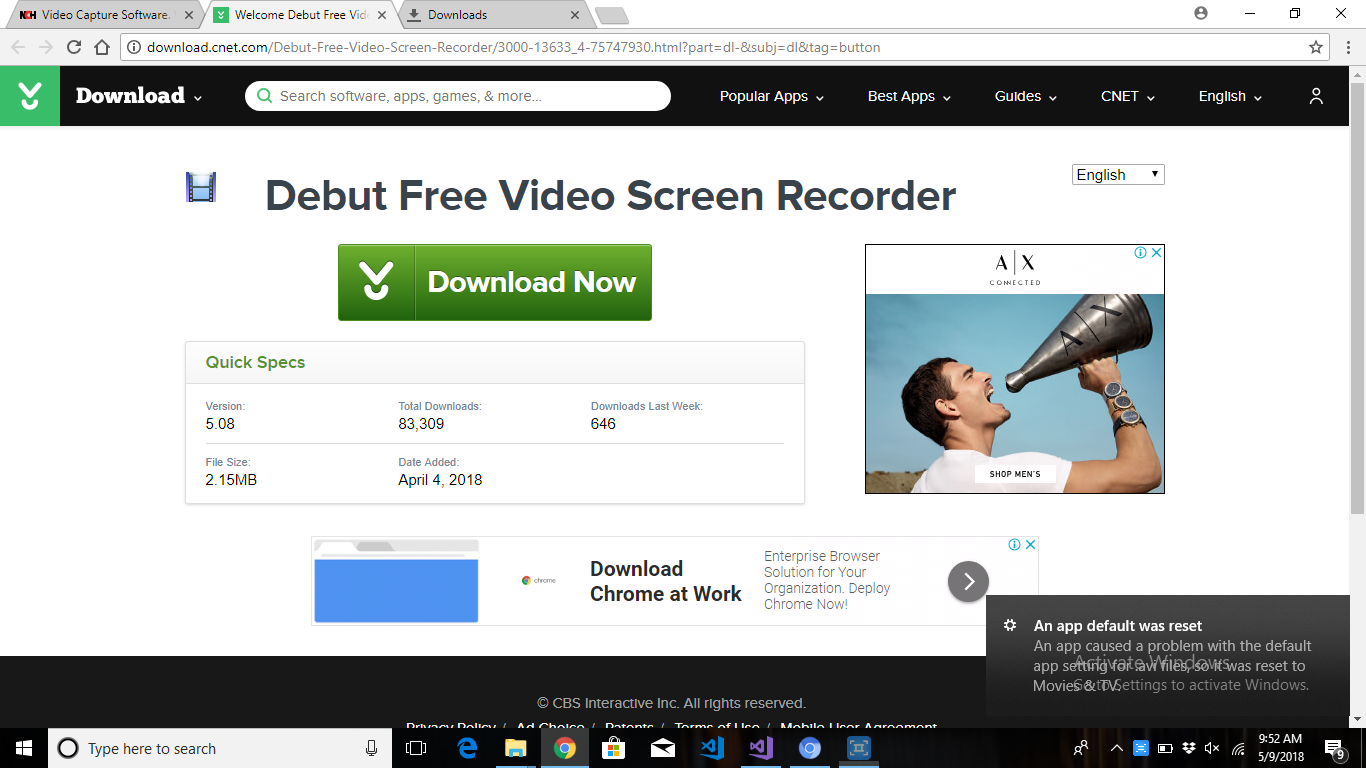 NCH Video Capture Software.
Welcome Debut Free Vid
Downloads
download.cnet.com/Debut-Free-Video-Screen-Recorder/3000-13633_4-75747930.html?part=dl-&subj=dl&tag=button
Download
Search software, apps, games, & more...
Popular Apps
Best Apps
Guides
CNET
English
Debut Free Video Screen Recorder
English
Download Now
A|X
CONNECTED
AX
SHOP MEN'S
Quick Specs
Version: Total Downloads: Downloads Last Week:
5.08 83,309 646
File Size: Date Added:
2.15MB April 4, 2018
chrome
Download
Chrome at Work
Enterprise Browser
Solution for Your
Organization. Deploy
Chrome Now!
An app default was reset
An app caused a problem with the default
app setting for .avi files, so it was reset to
Movies & TV.
Activate Windows
Go to Settings to activate Windows.
© CBS Interactive Inc. All rights reserved.
Privacy Policy / Ad Choice / Patents / Terms of Use / Mobile User Agreement
Type here to search
9:52 AM
5/9/2018
9